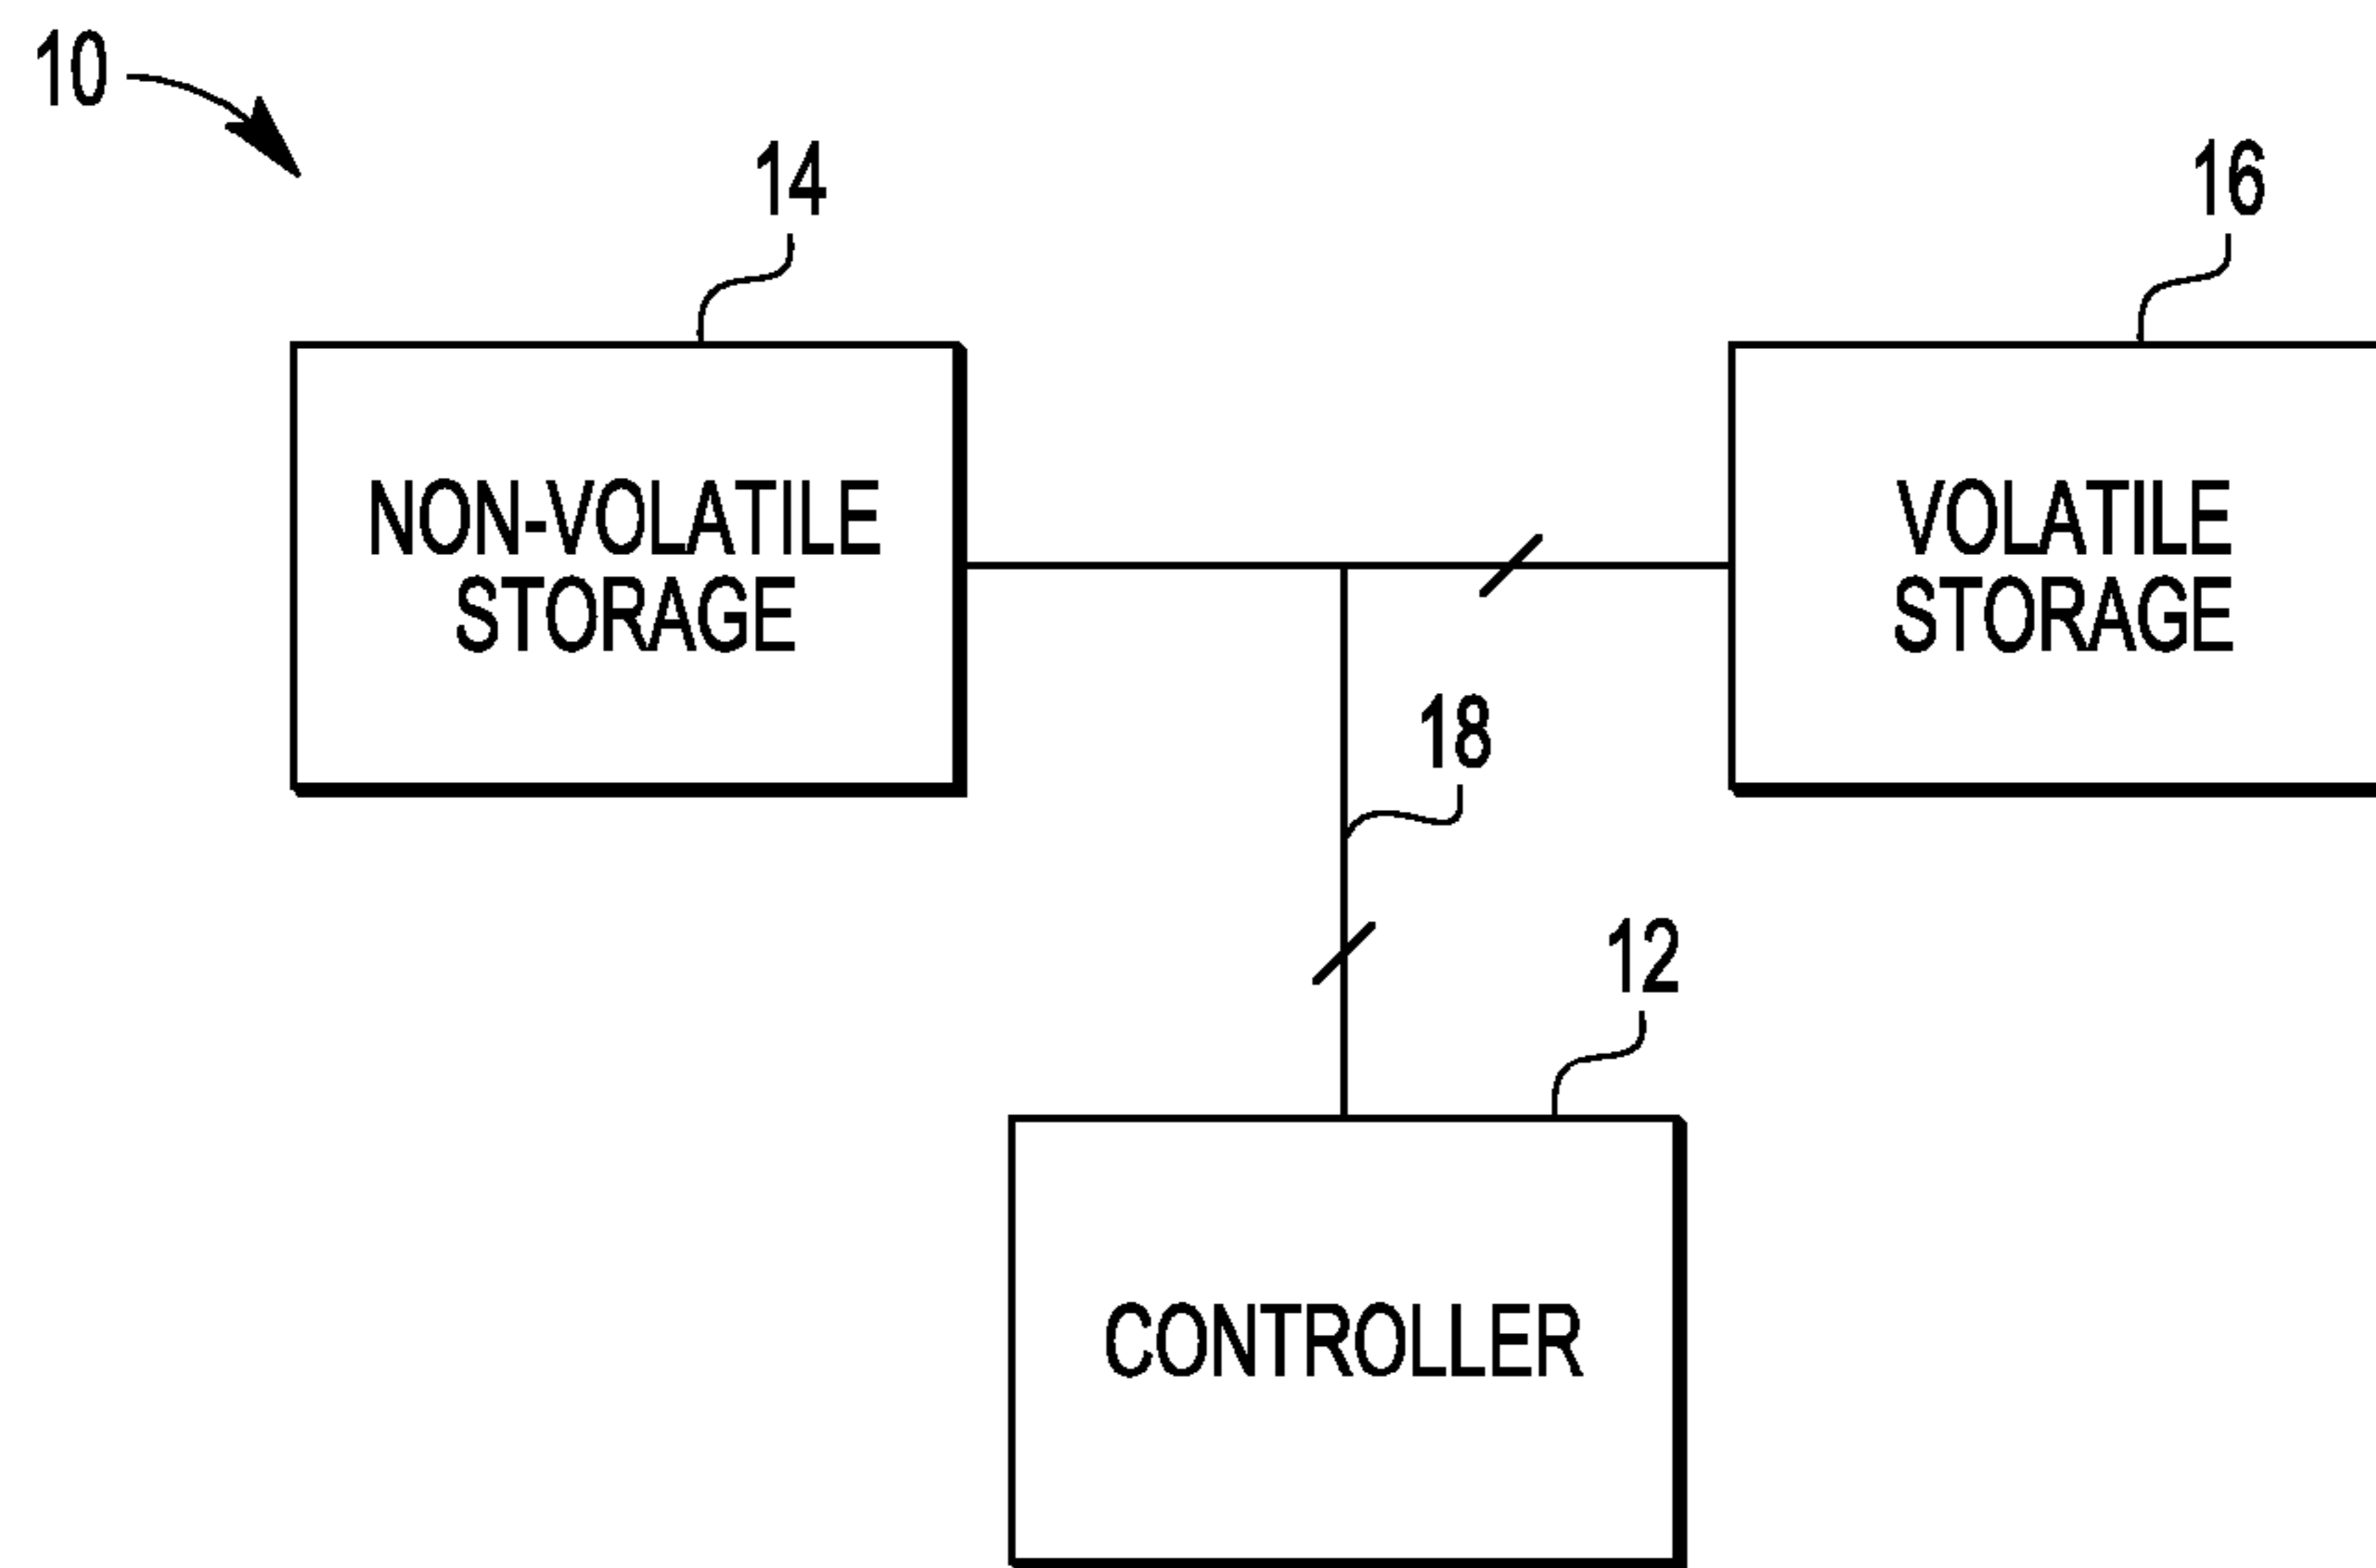 10
14
16
NON-VOLATILE
STORAGE
VOLATILE
STORAGE
18
12
CONTROLLER